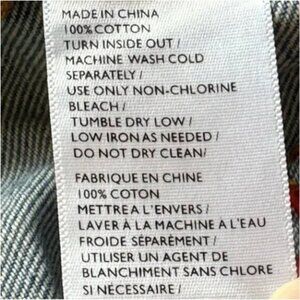 MADE IN CHINA
100% COTTON
TURN INSIDE OUT /
MACHINE WASH COLD
SEPARATELY /
USE ONLY NON-CHLORINE
BLEACH /
TUMBLE DRY LOW /
LOW IRON AS NEEDED /
DO NOT DRY CLEAN/
FABRIQUE EN CHINE
100% COTON
METTRE A L'ENVERS /
LAVER À LA MACHINE A L'EAU
FROIDE SÉPARÉMENT /
UTILISER UN AGENT DE
BLANCHIMENT SANS CHLORE
SI NÉCESSAIRE /